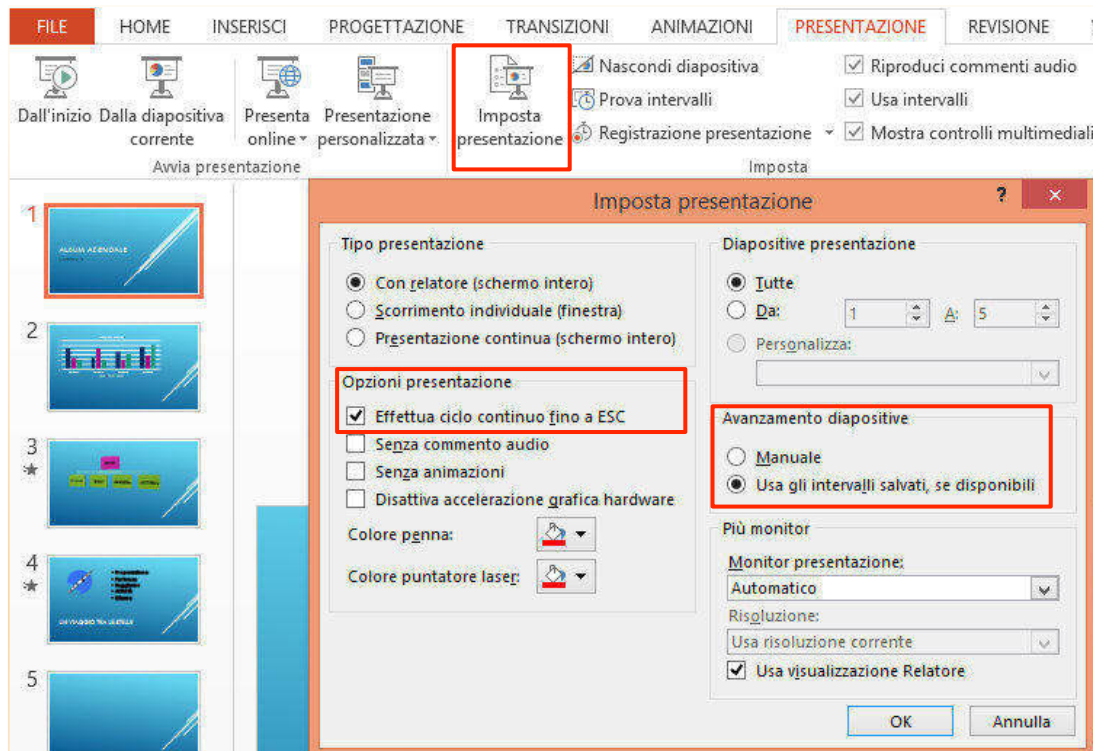 FILE HOME INSERISCI PROGETTAZIONE TRANSIZIONI ANIMAZIONI PRESENTAZIONE REVISIONE
Dall'inizio
Dalla diapositiva
corrente
Presenta
online
Presentazione
personalizzata
Imposta
presentazione
Nascondi diapositiva
Prova intervalli
Registrazione presentazione
Riproduci commenti audio
Usa intervalli
Mostra controlli multimediali
Avvia presentazione
Imposta
1
ALBUM AZIENDALE
2
3
4
UN VIAGGIO TRA LE STELLE
5
Imposta presentazione
?
Tipo presentazione
Con relatore (schermo intero)
Scorrimento individuale (finestra)
Presentazione continua (schermo intero)
Opzioni presentazione
Effettua ciclo continuo fino a ESC
Senza commento audio
Senza animazioni
Disattiva accelerazione grafica hardware
Colore penna:
Colore puntatore laser:
Diapositive presentazione
Tutte
Da: 1 A: 5
Personalizza:
Avanzamento diapositive
Manuale
Usa gli intervalli salvati, se disponibili
Più monitor
Monitor presentazione:
Automatico
Risoluzione:
Usa risoluzione corrente
Usa visualizzazione Relatore
OK Annulla